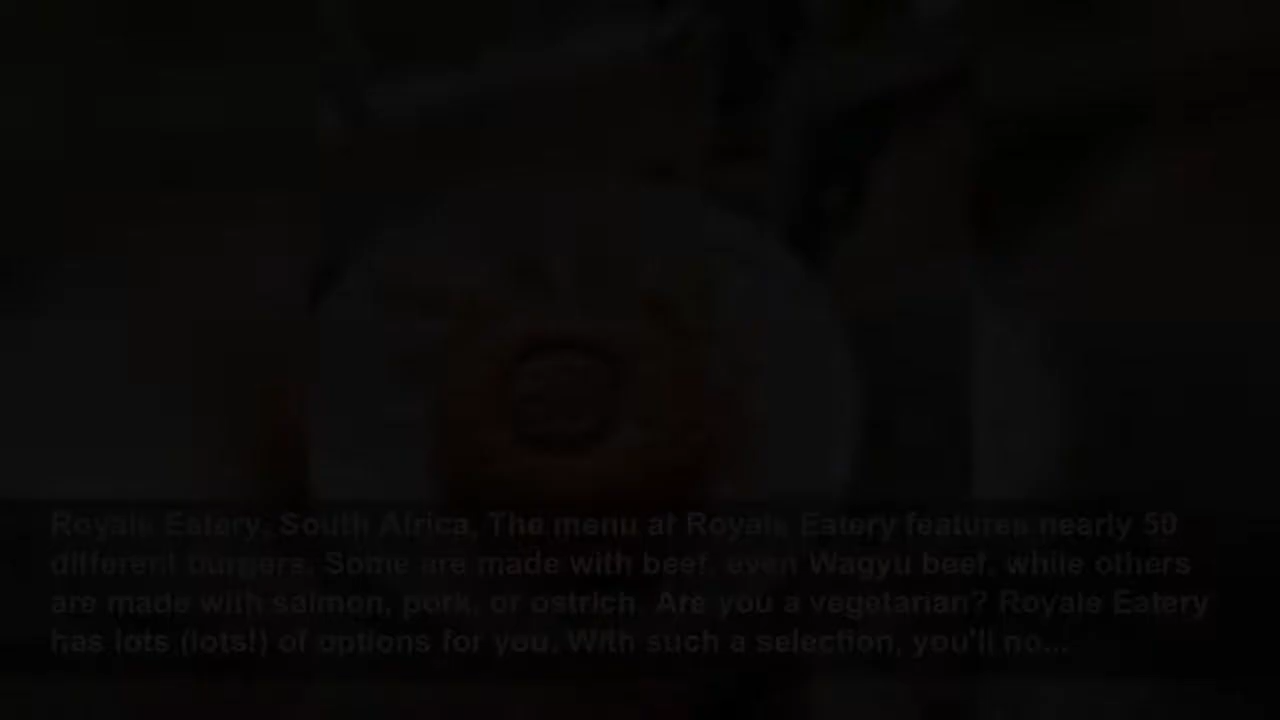 Royale Eatery, South Africa, The menu at Royale Eatery features nearly 50
different burgers. Some are made with beef, even Wagyu beef, while others
are made with salmon, pork, or ostrich. Are you a vegetarian? Royale Eatery
has lots (lots!) of options for you. With such a selection, you'll no...